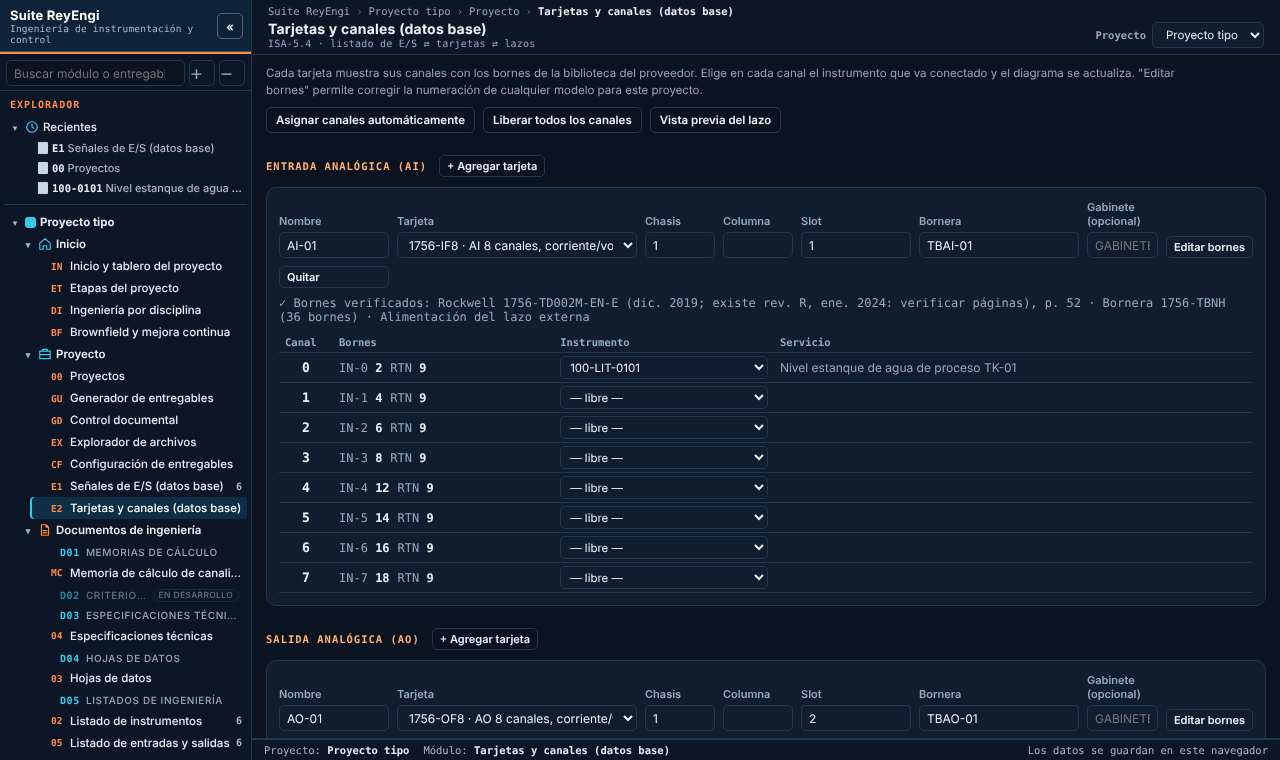 Suite ReyEngi
Ingeniería de instrumentación y
control
«
Buscar módulo o entregabl
+
−
EXPLORADOR
Recientes
E1 Señales de E/S (datos base)
00 Proyectos
100-0101 Nivel estanque de agua ...
Proyecto tipo
Inicio
IN Inicio y tablero del proyecto
ET Etapas del proyecto
DI Ingeniería por disciplina
BF Brownfield y mejora continua
Proyecto
00 Proyectos
GU Generador de entregables
GD Control documental
EX Explorador de archivos
CF Configuración de entregables
E1 Señales de E/S (datos base) 6
E2 Tarjetas y canales (datos base)
Documentos de ingeniería
D01 MEMORIAS DE CÁLCULO
MC Memoria de cálculo de canali...
D02 CRITERIO... EN DESARROLLO
D03 ESPECIFICACIONES TÉCNI...
04 Especificaciones técnicas
D04 HOJAS DE DATOS
03 Hojas de datos
D05 LISTADOS DE INGENIERÍA
02 Listado de instrumentos 6
05 Listado de entradas y salidas 6
Suite ReyEngi › Proyecto tipo › Proyecto › Tarjetas y canales (datos base)
Tarjetas y canales (datos base)
ISA-5.4 · listado de E/S ⇄ tarjetas ⇄ lazos
Proyecto Proyecto tipo
Cada tarjeta muestra sus canales con los bornes de la biblioteca del proveedor. Elige en cada canal el instrumento que va conectado y el diagrama se actualiza. "Editar
bornes" permite corregir la numeración de cualquier modelo para este proyecto.
Asignar canales automáticamente Liberar todos los canales Vista previa del lazo
ENTRADA ANALÓGICA (AI) + Agregar tarjeta
Nombre Tarjeta Chasis Columna Slot Bornera Gabinete
(opcional)
AI-01 1756-IF8 · AI 8 canales, corriente/vo 1 1 TBAI-01 GABINETE Editar bornes
Quitar
✓ Bornes verificados: Rockwell 1756-TD002M-EN-E (dic. 2019; existe rev. R, ene. 2024: verificar páginas), p. 52 · Bornera 1756-TBNH
(36 bornes) · Alimentación del lazo externa
Canal Bornes Instrumento Servicio
0 IN-0 2 RTN 9 100-LIT-0101 Nivel estanque de agua de proceso TK-01
1 IN-1 4 RTN 9 — libre —
2 IN-2 6 RTN 9 — libre —
3 IN-3 8 RTN 9 — libre —
4 IN-4 12 RTN 9 — libre —
5 IN-5 14 RTN 9 — libre —
6 IN-6 16 RTN 9 — libre —
7 IN-7 18 RTN 9 — libre —
SALIDA ANALÓGICA (AO) + Agregar tarjeta
Nombre Tarjeta Chasis Columna Slot Bornera Gabinete
(opcional)
AO-01 1756-OF8 · AO 8 canales, corriente/ 1 2 TBAO-01 GABINETE Editar bornes
Proyecto: Proyecto tipo Módulo: Tarjetas y canales (datos base) Los datos se guardan en este navegador